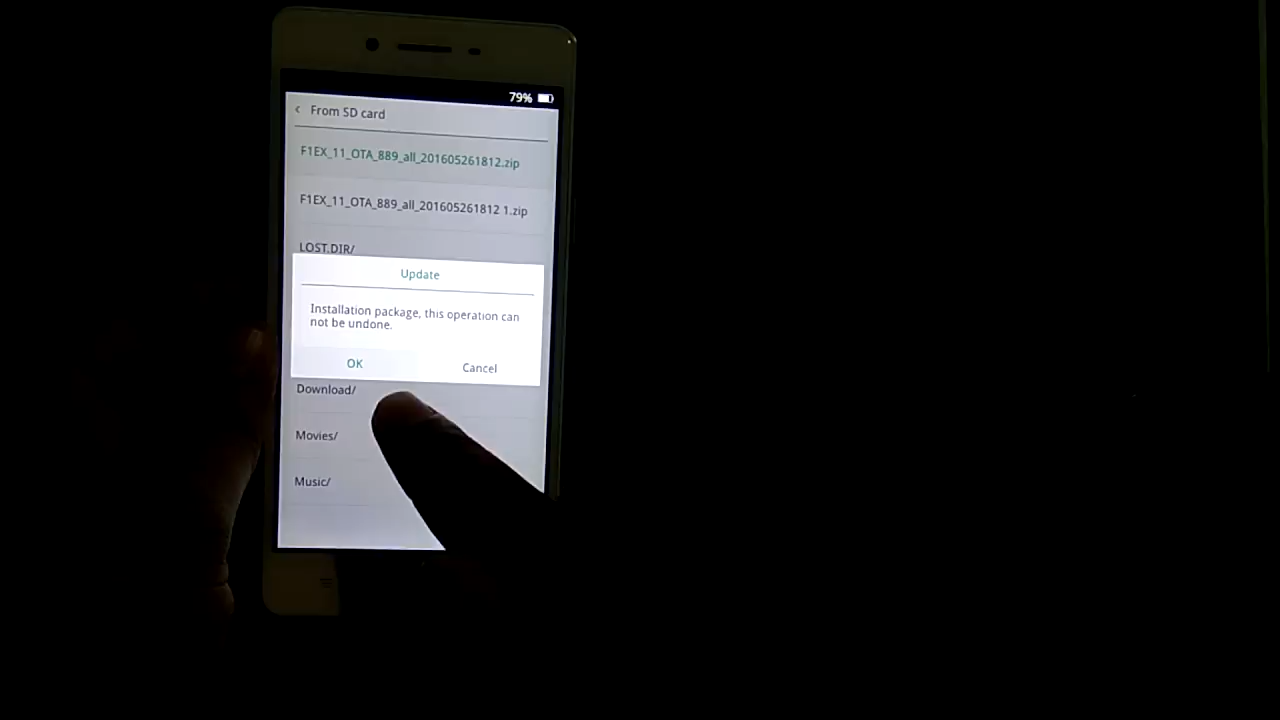 79%
< From SD card
F1EX_11_OTA_889_all_201605261812.zip
F1EX_11_OTA_889_all_201605261812 1.zip
LOST.DIR/
Update
Installation package, this operation can
not be undone.
OK Cancel
Download/
Movies/
Music/